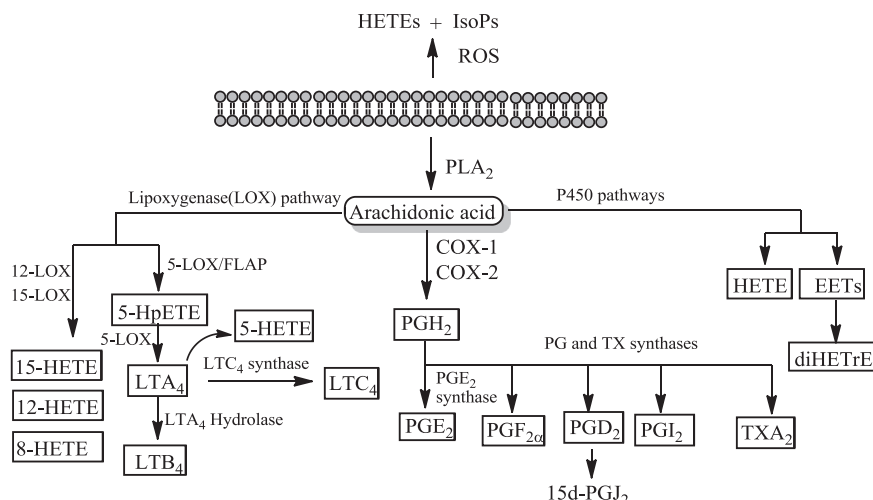 HETEs + IsoPs
ROS
PLA₂
Lipoxygenase(LOX) pathway
P450 pathways
Arachidonic acid
COX-1
COX-2
12-LOX
15-LOX
5-LOX/FLAP
HETE
EETs
5-HpETE
5-HETE
PGH₂
5-LOX
PG and TX synthases
diHETrE
15-HETE
LTA₄
LTC₄ synthase
LTC₄
PGE₂
synthase
12-HETE
LTA₄ Hydrolase
PGE₂
PGF₂α
PGD₂
PGI₂
TXA₂
8-HETE
LTB₄
15d-PGJ₂